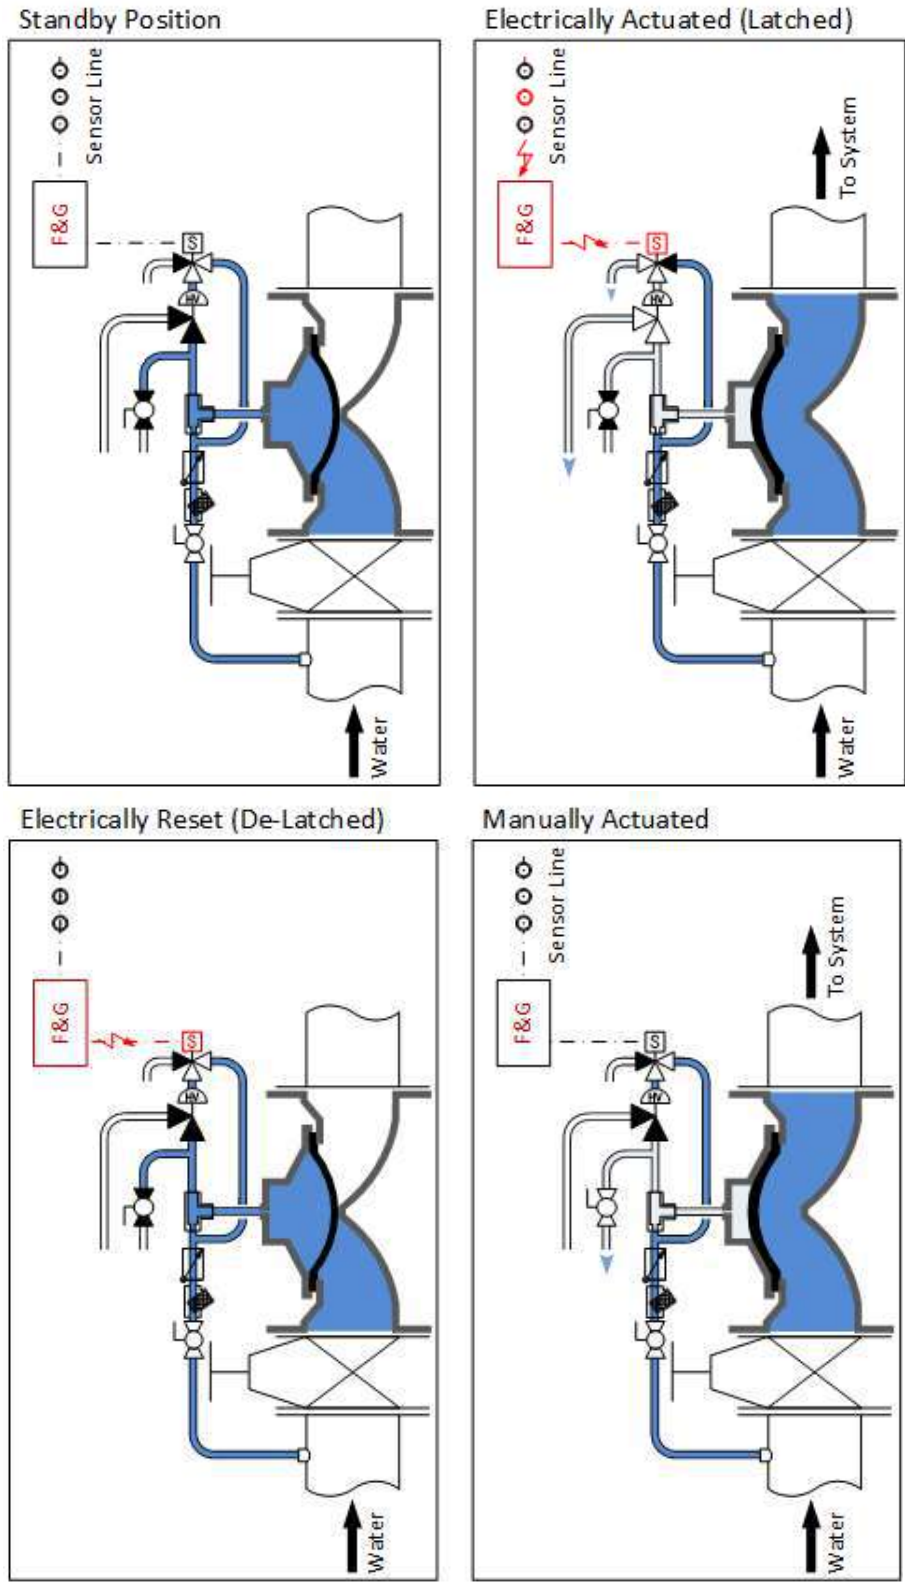 Standby Position
Sensor Line
F&G
S
HV
Water
Electrically Actuated (Latched)
Sensor Line
F&G
S
HV
To System
Water
Electrically Reset (De-Latched)
F&G
S
HV
Water
Manually Actuated
Sensor Line
F&G
S
HV
To System
Water